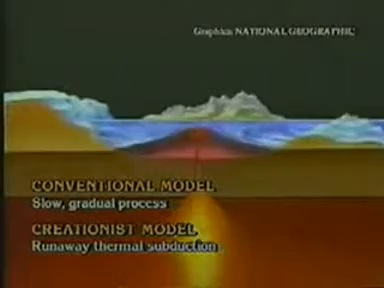 Graphics: NATIONAL GEOGRAPHIC
CONVENTIONAL MODEL
Slow, gradual process
CREATIONIST MODEL
Runaway thermal subduction